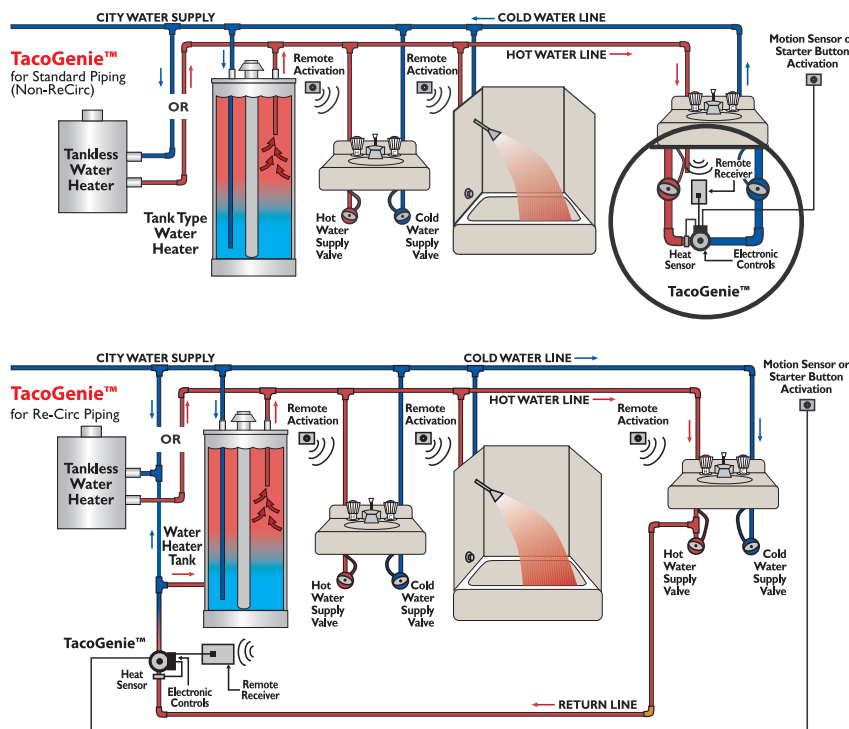 CITY WATER SUPPLY
COLD WATER LINE
HOT WATER LINE
Motion Sensor or
Starter Button
Activation
TacoGenie™
for Standard Piping
(Non-ReCirc)
OR
Remote
Activation
Remote
Activation
Tankless
Water
Heater
Tank Type
Water
Heater
Hot
Water
Supply
Valve
Cold
Water
Supply
Valve
Remote
Receiver
Heat
Sensor
Electronic
Controls
TacoGenie™
CITY WATER SUPPLY
COLD WATER LINE
HOT WATER LINE
Motion Sensor or
Starter Button
Activation
TacoGenie™
for Re-Circ Piping
OR
Remote
Activation
Remote
Activation
Remote
Activation
Tankless
Water
Heater
Water
Heater
Tank
Hot
Water
Supply
Valve
Cold
Water
Supply
Valve
Hot
Water
Supply
Valve
Cold
Water
Supply
Valve
TacoGenie™
Heat
Sensor
Electronic
Controls
Remote
Receiver
RETURN LINE